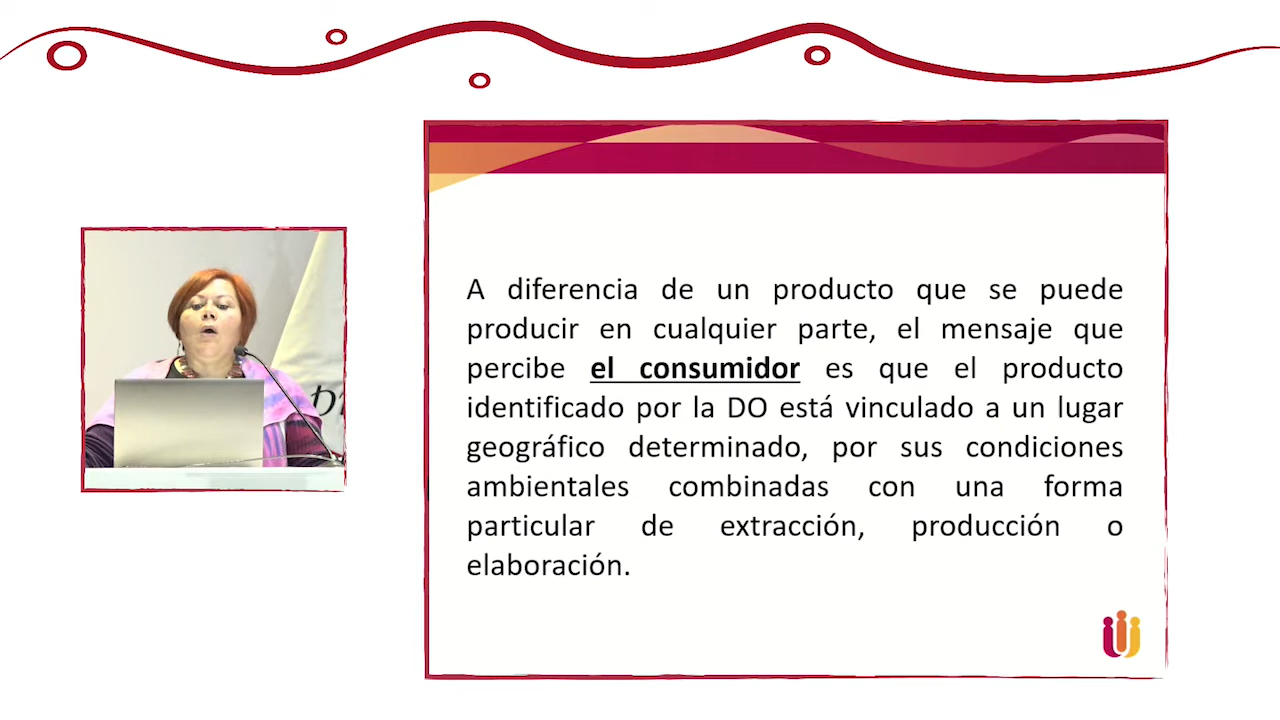 A diferencia de un producto que se puede
producir en cualquier parte, el mensaje que
percibe el consumidor es que el producto
identificado por la DO está vinculado a un lugar
geográfico determinado, por sus condiciones
ambientales combinadas con una forma
particular de extracción, producción o
elaboración.